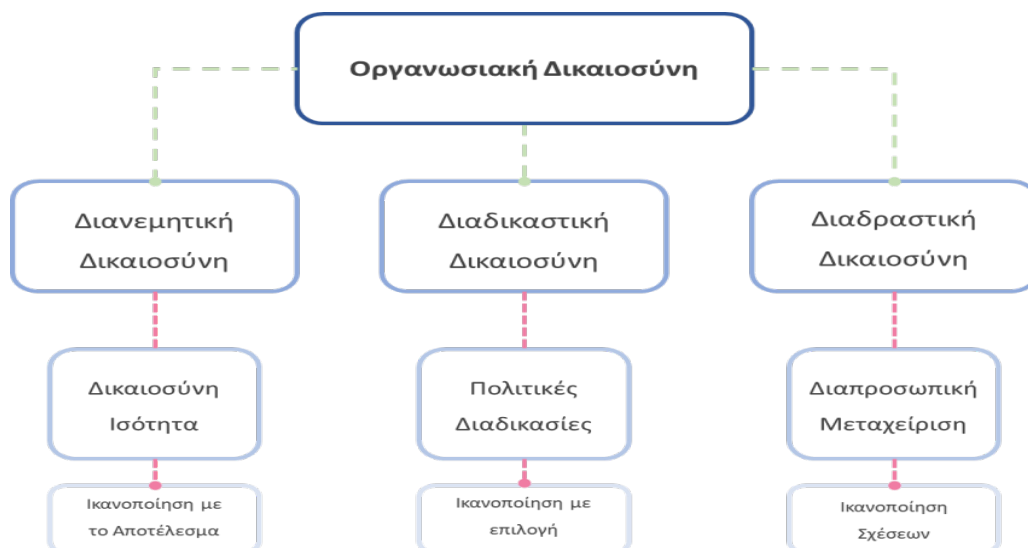 Οργανωσιακή Δικαιοσύνη
Διανεμητική
Δικαιοσύνη
Διαδικαστική
Δικαιοσύνη
Διαδραστική
Δικαιοσύνη
Δικαιοσύνη
Ισότητα
Πολιτικές
Διαδικασίες
Διαπροσωπική
Μεταχείριση
Ικανοποίηση με
το Αποτέλεσμα
Ικανοποίηση με
επιλογή
Ικανοποίηση
Σχέσεων